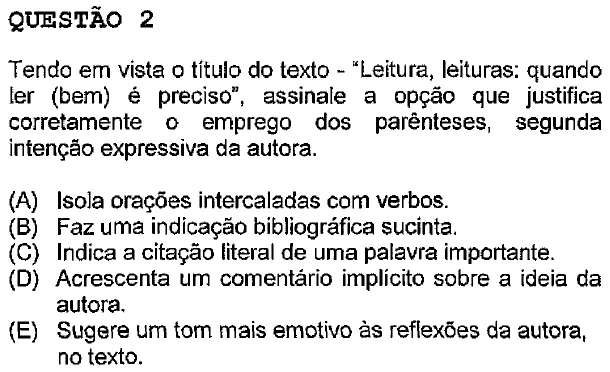 QUESTÃO 2
Tendo em vista o título do texto - "Leitura, leituras: quando
ler (bem) é preciso", assinale a opção que justifica
corretamente o emprego dos parênteses, segunda
intenção expressiva da autora.
(A) Isola orações intercaladas com verbos.
(B) Faz uma indicação bibliográfica sucinta.
(C) Indica a citação literal de uma palavra importante.
(D) Acrescenta um comentário implícito sobre a ideia da
autora.
(E) Sugere um tom mais emotivo às reflexões da autora,
no texto.